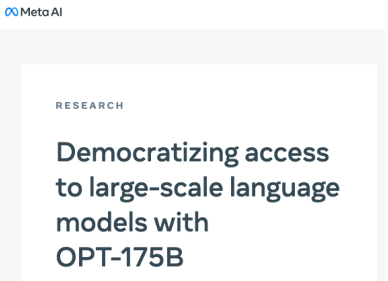 Meta AI
RESEARCH
Democratizing access
to large-scale language
models with
OPT-175B